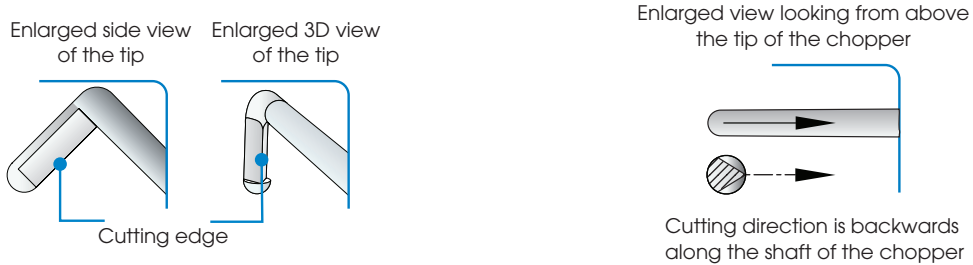 Enlarged side view
of the tip
Enlarged 3D view
of the tip
Cutting edge
Enlarged view looking from above
the tip of the chopper
Cutting direction is backwards
along the shaft of the chopper